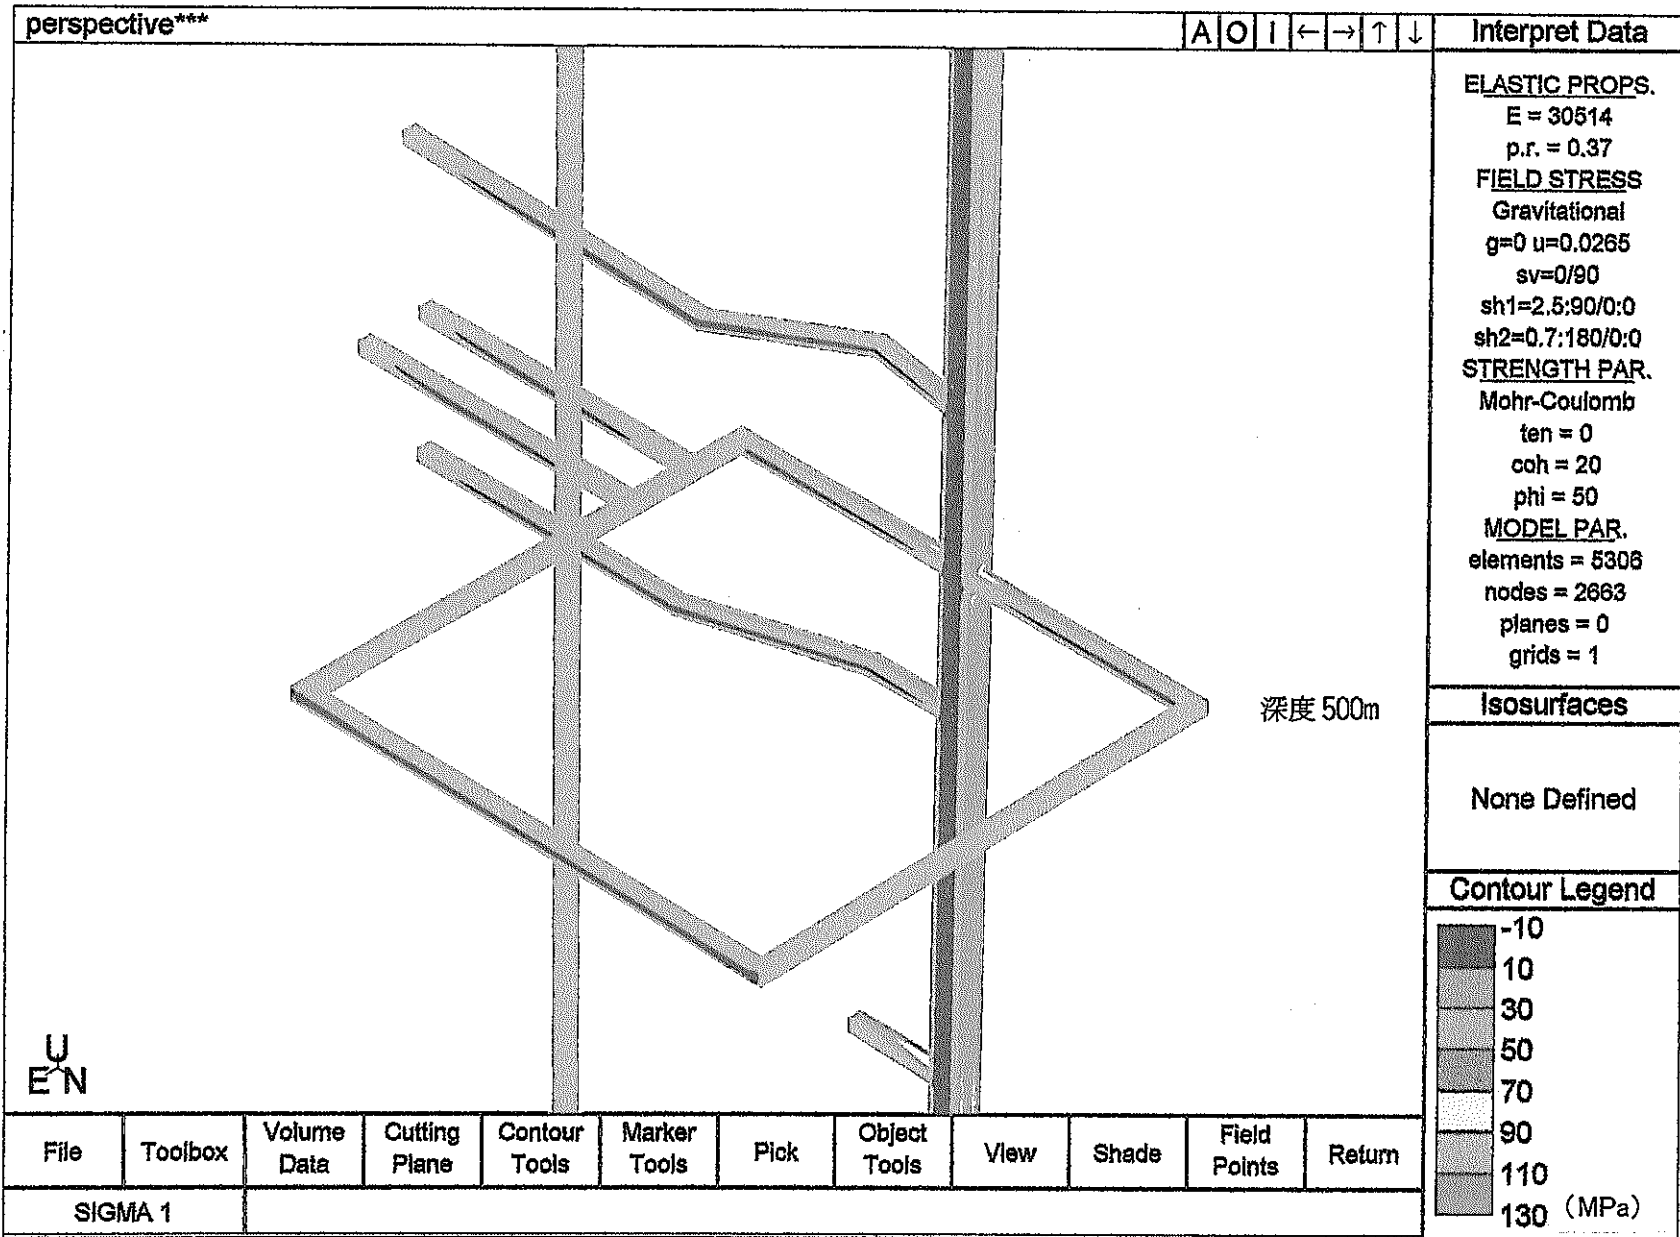 perspective***
A O I ← → ↑ ↓
Interpret Data
ELASTIC PROPS.
E = 30514
p.r. = 0.37
FIELD STRESS
Gravitational
g=0 u=0.0265
sv=0/90
sh1=2.5:90/0:0
sh2=0.7:180/0:0
STRENGTH PAR.
Mohr-Coulomb
ten = 0
coh = 20
phi = 50
MODEL PAR.
elements = 5306
nodes = 2663
planes = 0
grids = 1
深度 500m
Isosurfaces
None Defined
Contour Legend
-10
10
30
50
70
90
110
130 (MPa)
U
E N
File
Toolbox
Volume Data
Cutting Plane
Contour Tools
Marker Tools
Pick
Object Tools
View
Shade
Field Points
Return
SIGMA 1